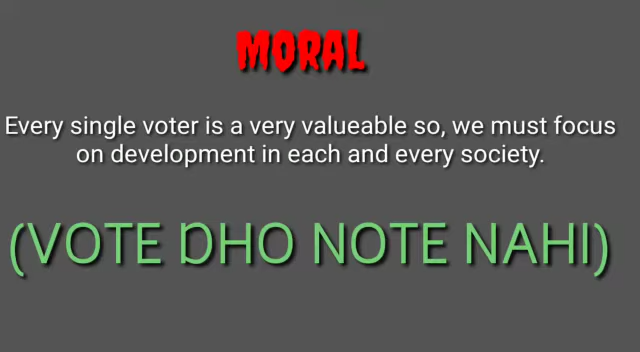 MORAL
Every single voter is a very valueable so, we must focus
on development in each and every society.
(VOTE DHO NOTE NAHI)